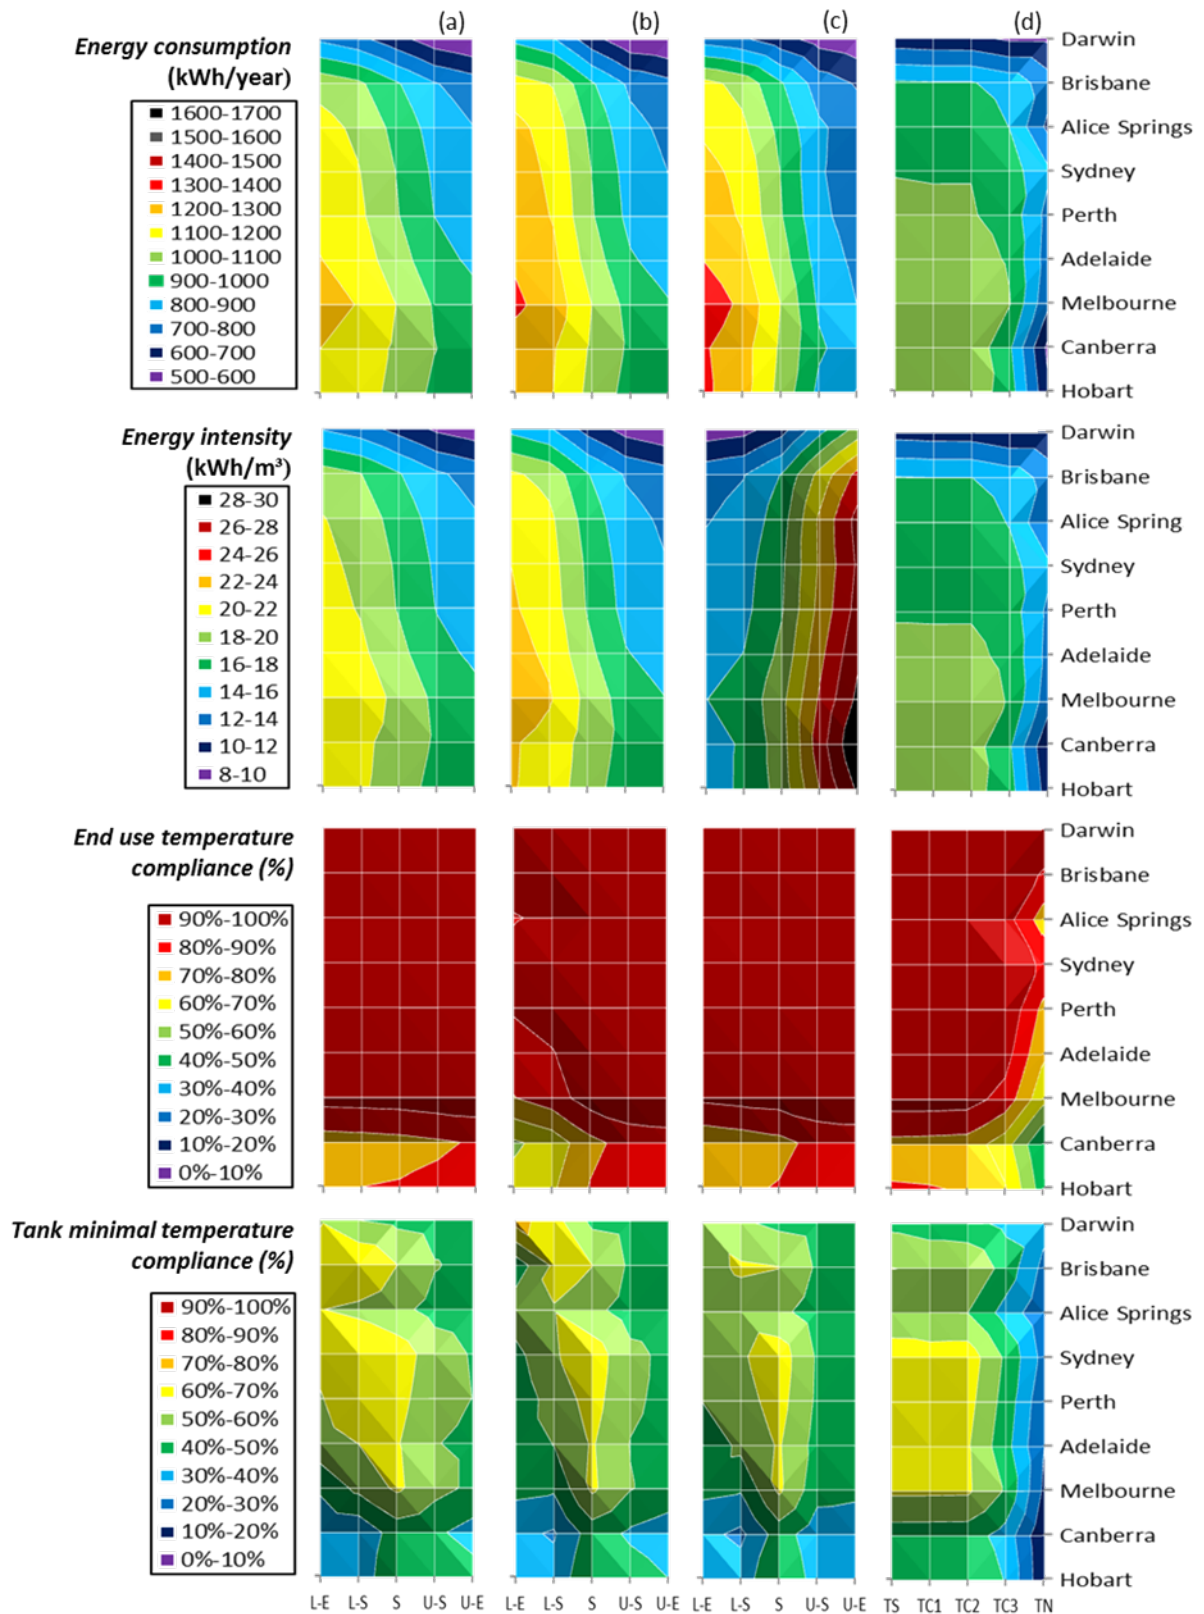 (a) (b) (c) (d)
Energy consumption
(kWh/year)
1600-1700
1500-1600
1400-1500
1300-1400
1200-1300
1100-1200
1000-1100
900-1000
800-900
700-800
600-700
500-600
Darwin
Brisbane
Alice Springs
Sydney
Perth
Adelaide
Melbourne
Canberra
Hobart
Energy intensity
(kWh/m³)
28-30
26-28
24-26
22-24
20-22
18-20
16-18
14-16
12-14
10-12
8-10
Darwin
Brisbane
Alice Spring
Sydney
Perth
Adelaide
Melbourne
Canberra
Hobart
End use temperature
compliance (%)
90%-100%
80%-90%
70%-80%
60%-70%
50%-60%
40%-50%
30%-40%
20%-30%
10%-20%
0%-10%
Darwin
Brisbane
Alice Springs
Sydney
Perth
Adelaide
Melbourne
Canberra
Hobart
Tank minimal temperature
compliance (%)
90%-100%
80%-90%
70%-80%
60%-70%
50%-60%
40%-50%
30%-40%
20%-30%
10%-20%
0%-10%
Darwin
Brisbane
Alice Springs
Sydney
Perth
Adelaide
Melbourne
Canberra
Hobart
L-E L-S S U-S U-E L-E L-S S U-S U-E L-E L-S S U-S U-E TS TC1 TC2 TC3 TN